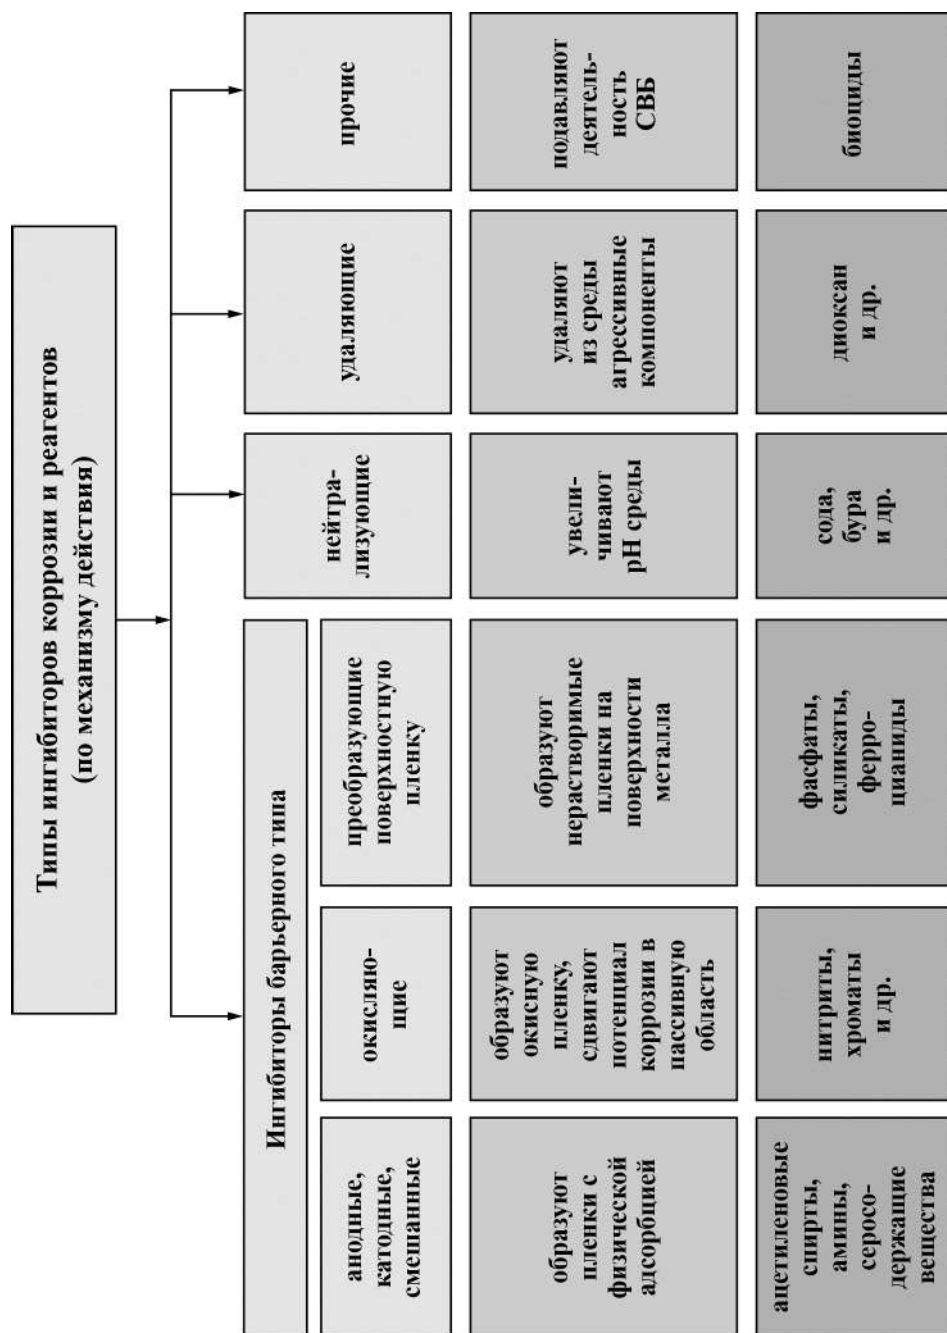 Типы ингибиторов коррозии и реагентов
(по механизму действия)
Ингибиторы барьерного типа
анодные,
катодные,
смешанные
окисляю-
щие
преобразующие
поверхностную
пленку
нейтра-
лизующие
удаляющие
прочие
образуют
пленки с
физической
адсорбцией
образуют
окисную
пленку,
сдвигают
потенциал
коррозии в
пассивную
область
образуют
нерастворимые
пленки на
поверхности
металла
увели-
чивают
pH среды
удаляют
из среды
агрессивные
компоненты
подавляют
деятель-
ность
СВБ
ацетиленовые
спирты,
амины,
серосо-
держащие
вещества
нитриты,
хроматы
и др.
фасфаты,
силикаты,
ферро-
цианиды
сода,
бура
и др.
диоксан
и др.
биоциды